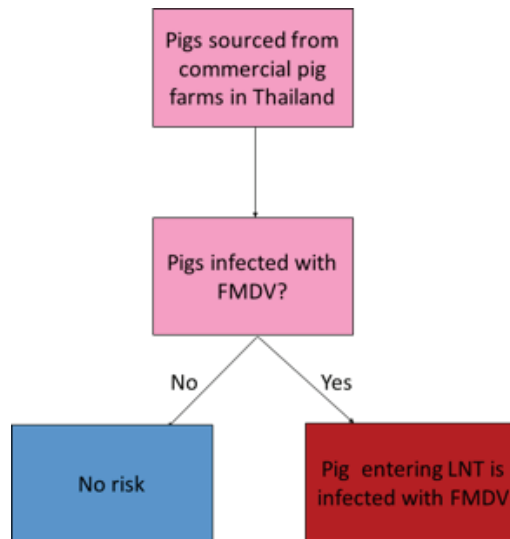 Pigs sourced from
commercial pig
farms in Thailand
Pigs infected with
FMDV?
No
Yes
No risk
Pig entering LNT is
infected with FMDV